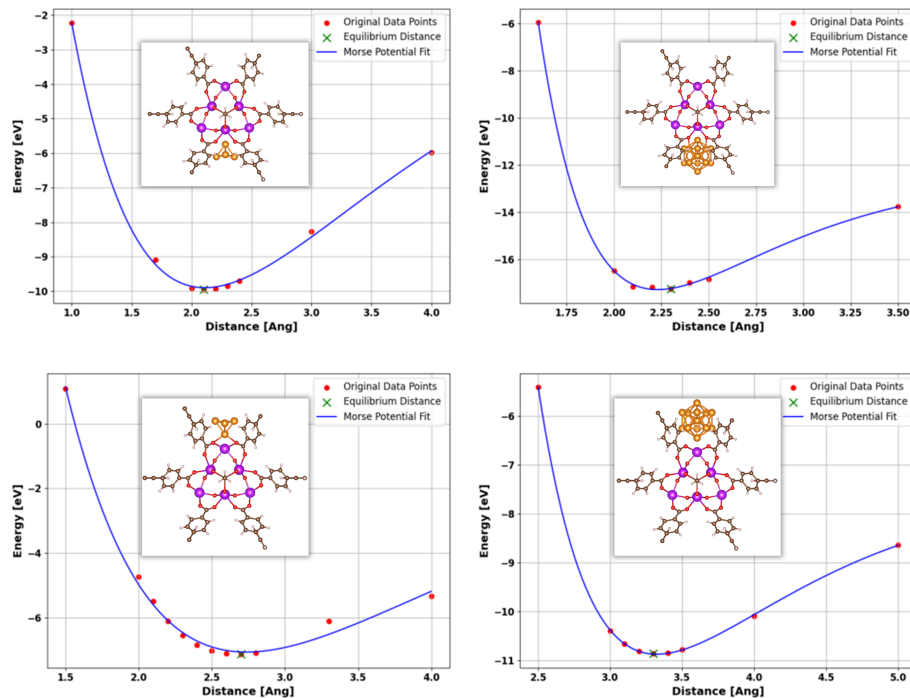 Original Data Points
Equilibrium Distance
Morse Potential Fit
Energy [eV]
−2
−3
−4
−5
−6
−7
−8
−9
−10
1.0 1.5 2.0 2.5 3.0 3.5 4.0
Distance [Ang]
Original Data Points
Equilibrium Distance
Morse Potential Fit
Energy [eV]
−6
−8
−10
−12
−14
−16
1.75 2.00 2.25 2.50 2.75 3.00 3.25 3.50
Distance [Ang]
Original Data Points
Equilibrium Distance
Morse Potential Fit
Energy [eV]
0
−2
−4
−6
1.5 2.0 2.5 3.0 3.5 4.0
Distance [Ang]
Original Data Points
Equilibrium Distance
Morse Potential Fit
Energy [eV]
−6
−7
−8
−9
−10
−11
2.5 3.0 3.5 4.0 4.5 5.0
Distance [Ang]